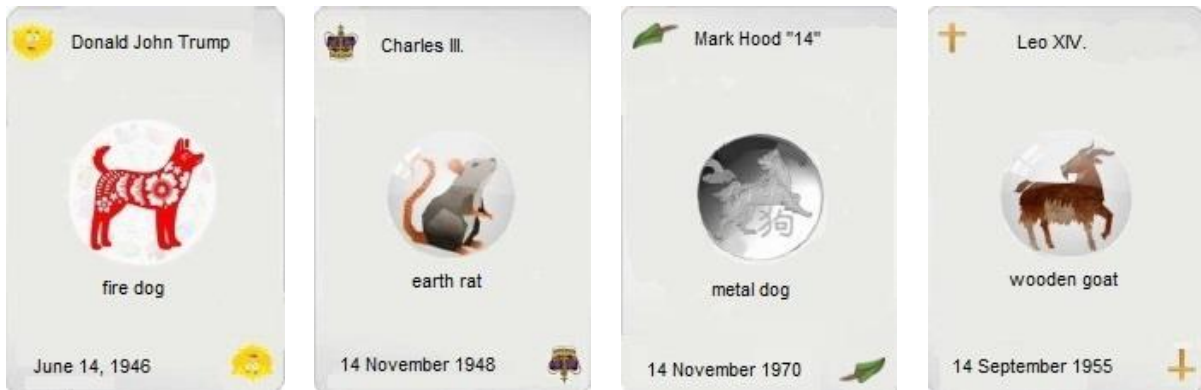 Donald John Trump
fire dog
June 14, 1946
Charles III.
earth rat
14 November 1948
Mark Hood "14"
狗
metal dog
14 November 1970
Leo XIV.
wooden goat
14 September 1955